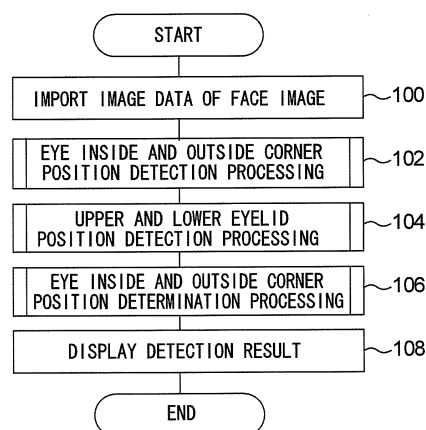 START
IMPORT IMAGE DATA OF FACE IMAGE
100
EYE INSIDE AND OUTSIDE CORNER
POSITION DETECTION PROCESSING
102
UPPER AND LOWER EYELID
POSITION DETECTION PROCESSING
104
EYE INSIDE AND OUTSIDE CORNER
POSITION DETERMINATION PROCESSING
106
DISPLAY DETECTION RESULT
108
END